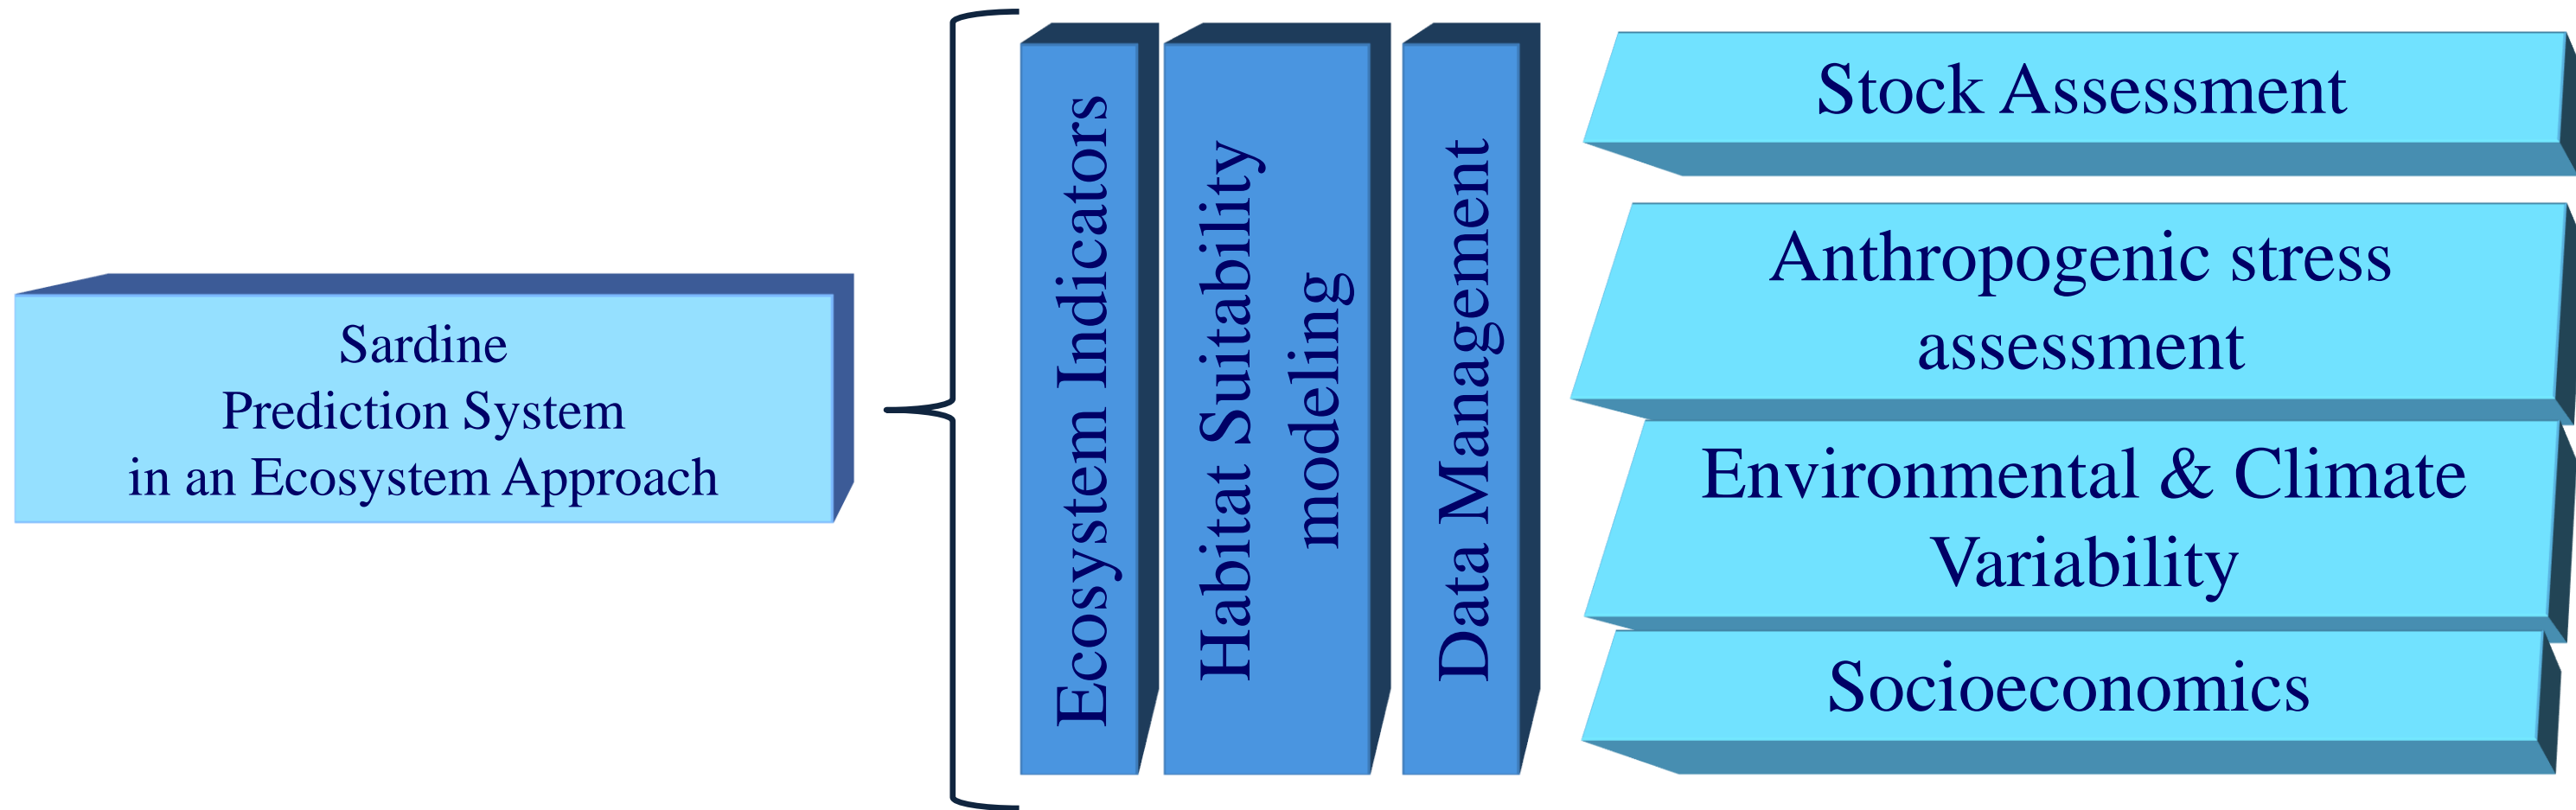 Sardine
Prediction System
in an Ecosystem Approach
Ecosystem Indicators
Habitat Suitability
modeling
Data Management
Stock Assessment
Anthropogenic stress
assessment
Environmental & Climate
Variability
Socioeconomics